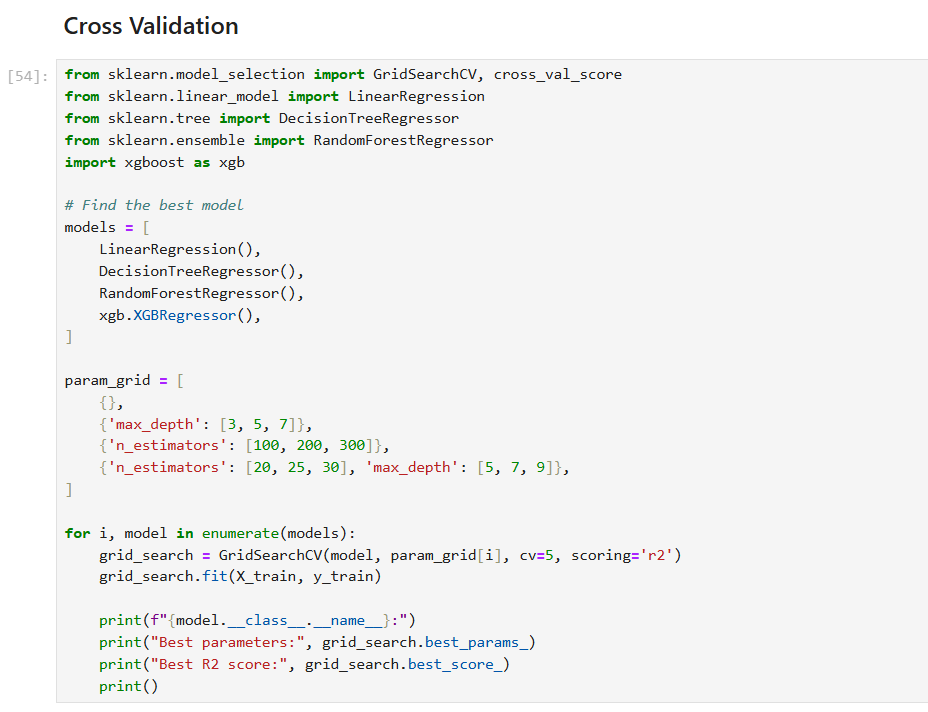 Cross Validation
[54]:
from sklearn.model_selection import GridSearchCV, cross_val_score
from sklearn.linear_model import LinearRegression
from sklearn.tree import DecisionTreeRegressor
from sklearn.ensemble import RandomForestRegressor
import xgboost as xgb

# Find the best model
models = [
    LinearRegression(),
    DecisionTreeRegressor(),
    RandomForestRegressor(),
    xgb.XGBRegressor(),
]

param_grid = [
    {},
    {'max_depth': [3, 5, 7]},
    {'n_estimators': [100, 200, 300]},
    {'n_estimators': [20, 25, 30], 'max_depth': [5, 7, 9]},
]

for i, model in enumerate(models):
    grid_search = GridSearchCV(model, param_grid[i], cv=5, scoring='r2')
    grid_search.fit(X_train, y_train)

    print(f"{model.__class__.__name__}:")
    print("Best parameters:", grid_search.best_params_)
    print("Best R2 score:", grid_search.best_score_)
    print()